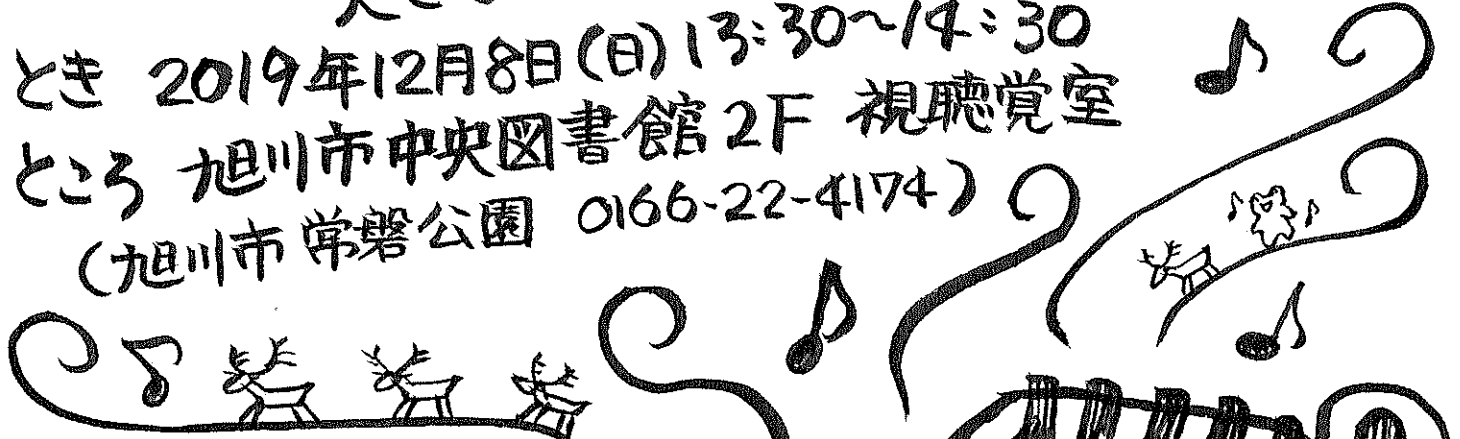 とき 2019年12月8日(日)13:30～14:30
ところ 旭川市中央図書館2F 視聴覚室
(旭川市常磐公園 0166-22-4174)